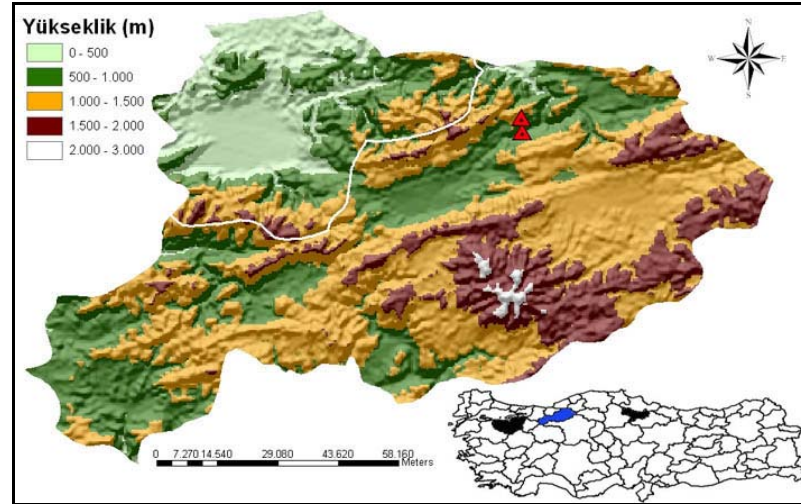 Yükseklik (m)
0 - 500
500 - 1.000
1.000 - 1.500
1.500 - 2.000
2.000 - 3.000
N
W E
S
0 7.270 14.540 29.080 43.620 58.160
Meters